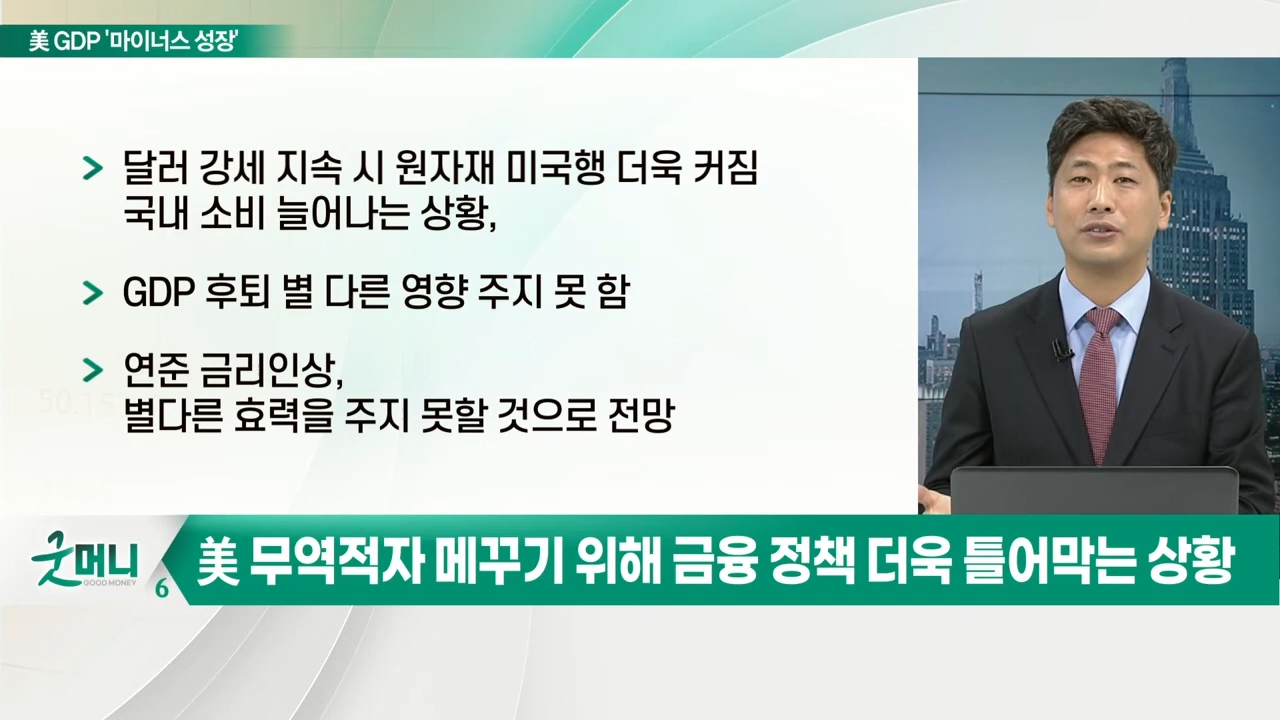 美 GDP '마이너스 성장'
달러 강세 지속 시 원자재 미국행 더욱 커짐
국내 소비 늘어나는 상황,
GDP 후퇴 별 다른 영향 주지 못 함
연준 금리인상,
별다른 효력을 주지 못할 것으로 전망
굿머니
GOOD MONEY
6
美 무역적자 메꾸기 위해 금융 정책 더욱 틀어막는 상황